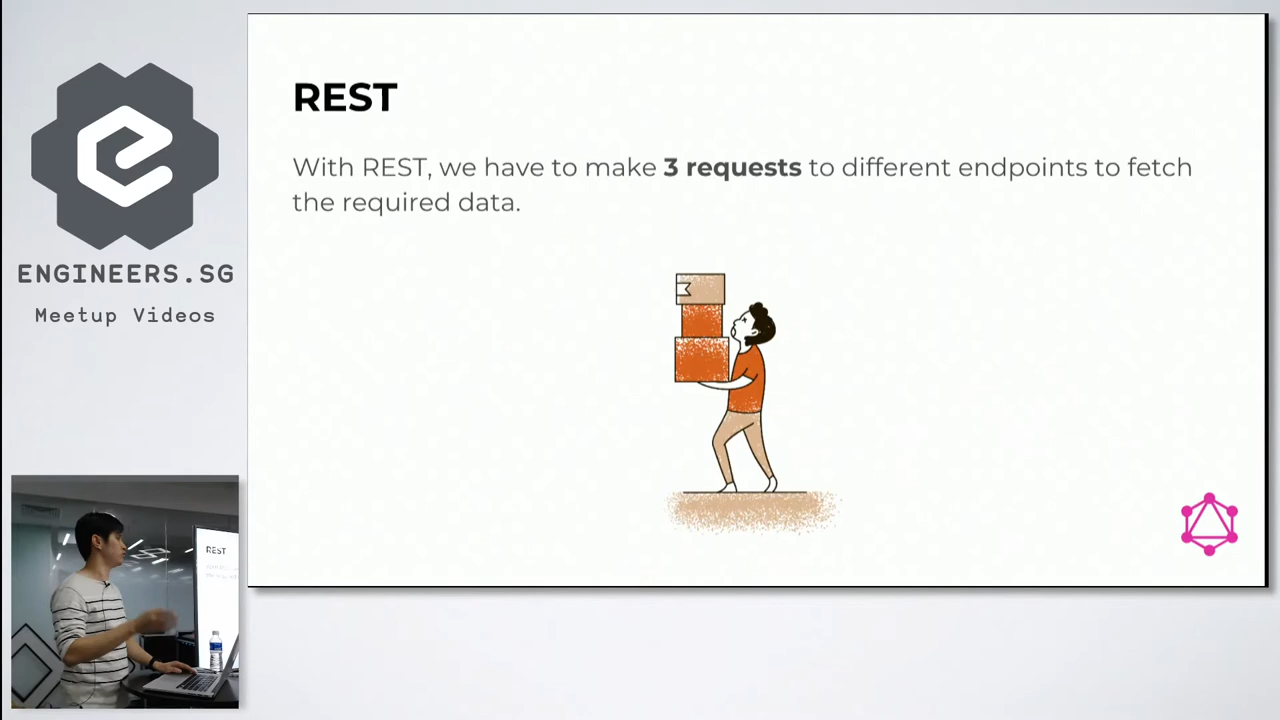 REST
With REST, we have to make 3 requests to different endpoints to fetch
the required data.
ENGINEERS.SG
Meetup Videos
REST